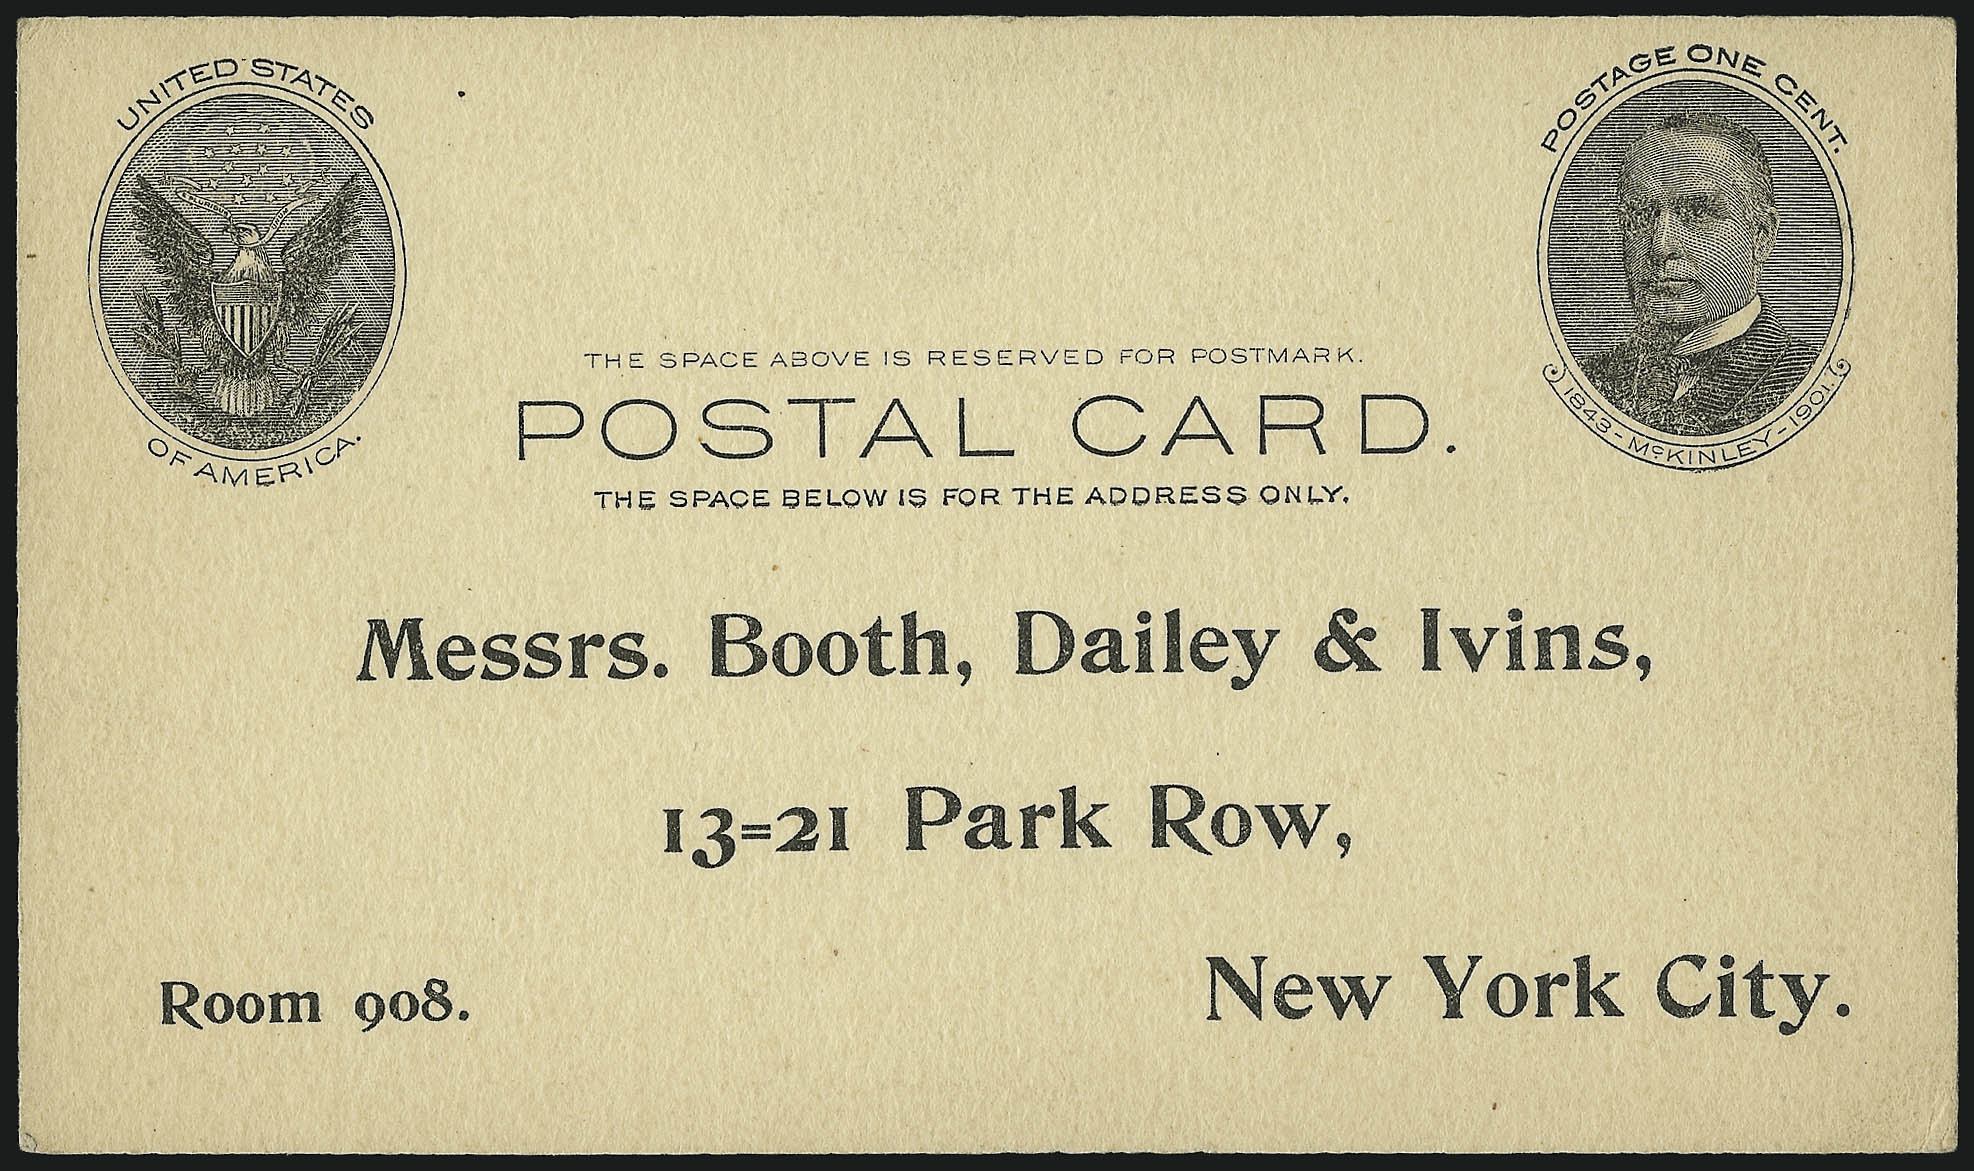 UNITED STATES
OF AMERICA.
POSTAGE ONE CENT.
1843-McKINLEY-1901.
THE SPACE ABOVE IS RESERVED FOR POSTMARK.
POSTAL CARD.
THE SPACE BELOW IS FOR THE ADDRESS ONLY.
Messrs. Booth, Dailey & Ivins,
13=21 Park Row,
New York City.
Room 908.